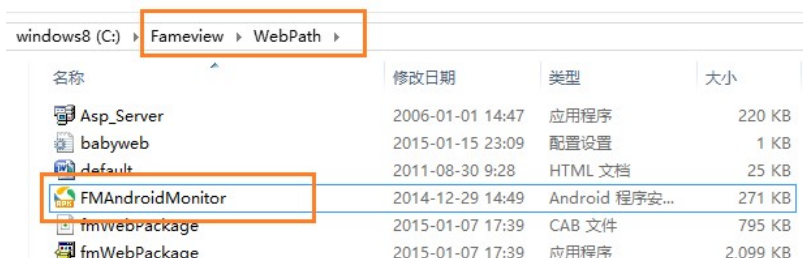 windows8 (C:) ▸ Fameview ▸ WebPath ▸
名称 修改日期 类型 大小
Asp_Server 2006-01-01 14:47 应用程序 220 KB
babyweb 2015-01-15 23:09 配置设置 1 KB
default 2011-08-30 9:28 HTML 文档 25 KB
FMAndroidMonitor 2014-12-29 14:49 Android 程序安... 271 KB
fmWebPackage 2015-01-07 17:39 CAB 文件 795 KB
fmWebPackage 2015-01-07 17:39 应用程序 2,099 KB